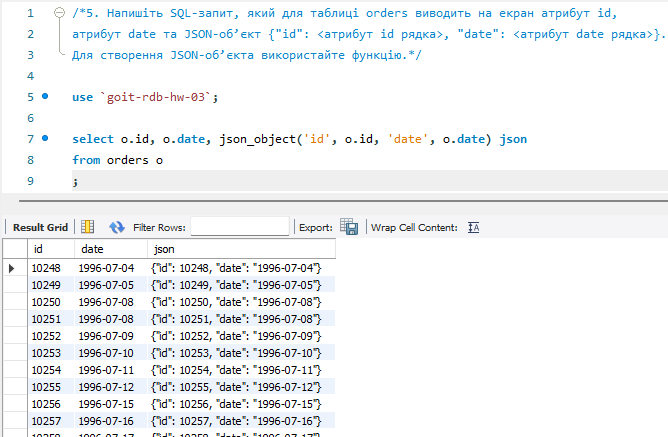 1 /*5. Напишіть SQL-запит, який для таблиці orders виводить на екран атрибут id,
2 атрибут date та JSON-об’єкт {"id": <атрибут id рядка>, "date": <атрибут date рядка>}.
3 Для створення JSON-об’єкта використайте функцію.*/
4
5 use `goit-rdb-hw-03`;
6
7 select o.id, o.date, json_object('id', o.id, 'date', o.date) json
8 from orders o
9 ;
Result Grid Filter Rows: Export: Wrap Cell Content:
id date json
10248 1996-07-04 {"id": 10248, "date": "1996-07-04"}
10249 1996-07-05 {"id": 10249, "date": "1996-07-05"}
10250 1996-07-08 {"id": 10250, "date": "1996-07-08"}
10251 1996-07-08 {"id": 10251, "date": "1996-07-08"}
10252 1996-07-09 {"id": 10252, "date": "1996-07-09"}
10253 1996-07-10 {"id": 10253, "date": "1996-07-10"}
10254 1996-07-11 {"id": 10254, "date": "1996-07-11"}
10255 1996-07-12 {"id": 10255, "date": "1996-07-12"}
10256 1996-07-15 {"id": 10256, "date": "1996-07-15"}
10257 1996-07-16 {"id": 10257, "date": "1996-07-16"}